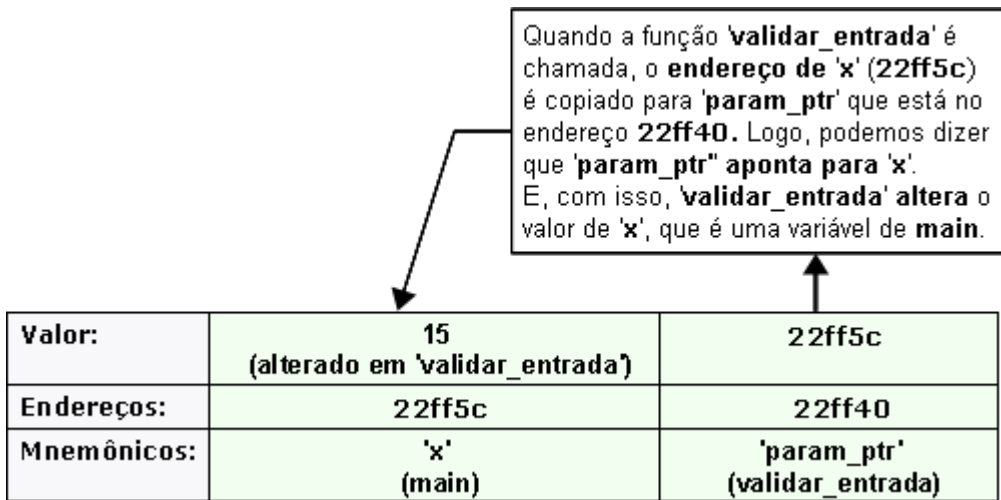 Quando a função 'validar_entrada' é
chamada, o endereço de 'x' (22ff5c)
é copiado para 'param_ptr' que está no
endereço 22ff40. Logo, podemos dizer
que 'param_ptr" aponta para 'x'.
E, com isso, 'validar_entrada' altera o
valor de 'x', que é uma variável de main.
Valor: 15 22ff5c
(alterado em 'validar_entrada')
Endereços: 22ff5c 22ff40
Mnemônicos: 'x' 'param_ptr'
(main) (validar_entrada)